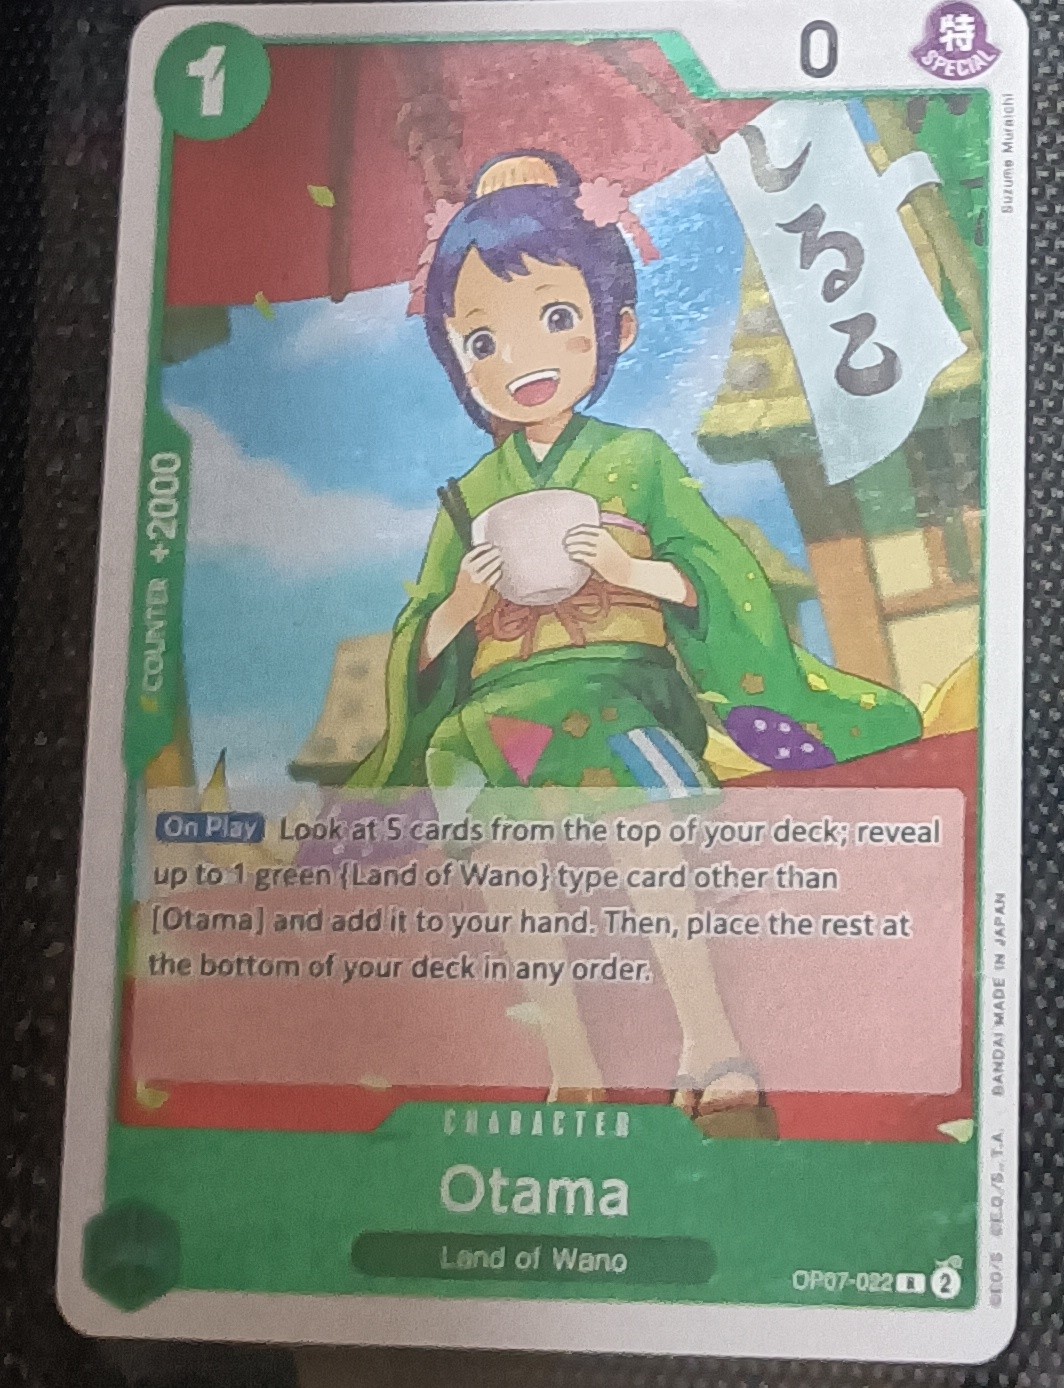 1
0
特
SPECIAL
Suzume Muraichi
しるこ
COUNTER +2000
On Play Look at 5 cards from the top of your deck; reveal
up to 1 green {Land of Wano} type card other than
[Otama] and add it to your hand. Then, place the rest at
the bottom of your deck in any order.
CHARACTER
Otama
Land of Wano
OP07-022 R 2
©E.O/S ©E.O./S., T.A. BANDAI MADE IN JAPAN